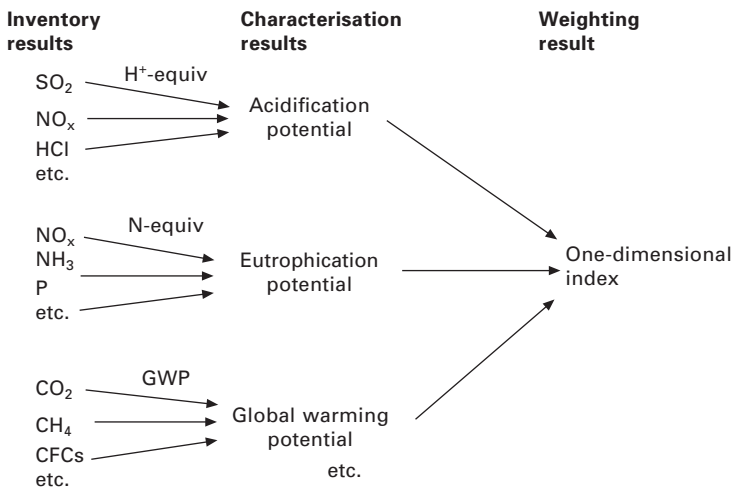 Inventory results
Characterisation results
Weighting result
SO₂
H⁺-equiv
NOₓ
HCl
etc.
Acidification
potential
NOₓ
N-equiv
NH₃
P
etc.
Eutrophication
potential
One-dimensional
index
CO₂
GWP
CH₄
CFCs
etc.
Global warming
potential
etc.